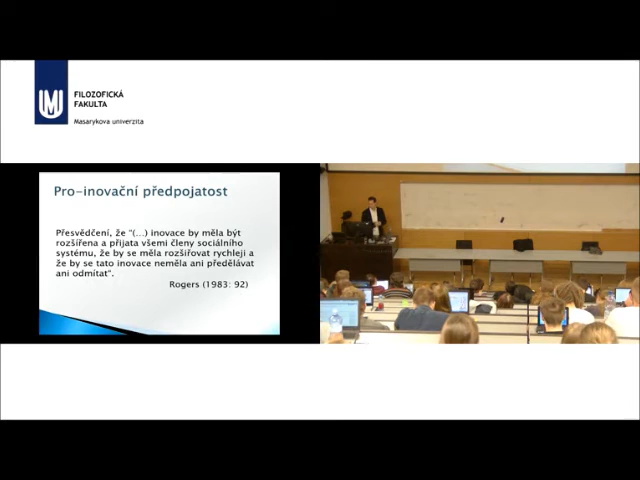 FILOZOFICKÁ
FAKULTA
Masarykova univerzita
Pro-inovační předpojatost
Přesvědčení, že "(...) inovace by měla být
rozšířena a přijata všemi členy sociálního
systému, že by se měla rozšiřovat rychleji a
že by se tato inovace neměla ani předělávat
ani odmítat".
Rogers (1983: 92)